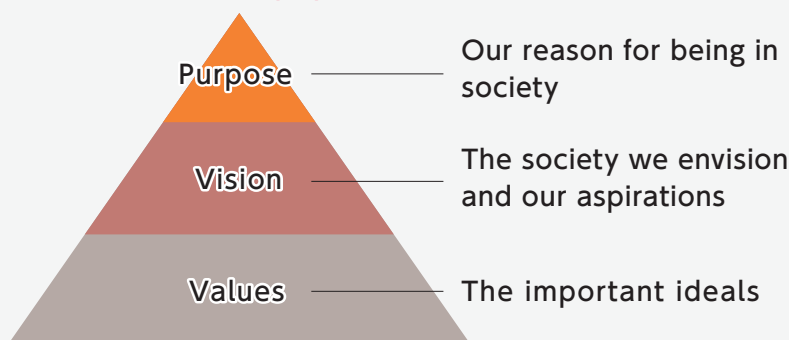 Purpose
Our reason for being in
society
Vision
The society we envision
and our aspirations
Values
The important ideals